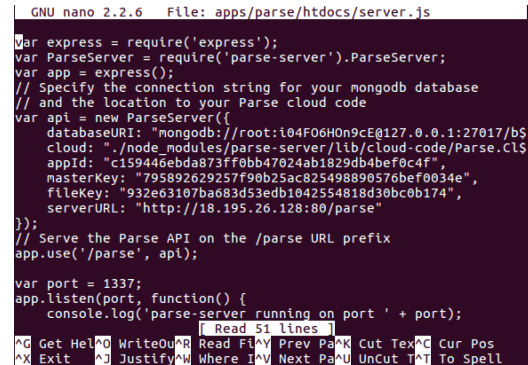 GNU nano 2.2.6 File: apps/parse/htdocs/server.js
var express = require('express');
var ParseServer = require('parse-server').ParseServer;
var app = express();
// Specify the connection string for your mongodb database
// and the location to your Parse cloud code
var api = new ParseServer({
    databaseURI: "mongodb://root:i04FO6HOn9cE@127.0.0.1:27017/b$
    cloud: "./node_modules/parse-server/lib/cloud-code/Parse.Cl$
    appId: "c159446ebda873ff0bb47024ab1829db4bef0c4f",
    masterKey: "795892629257f90b25ac825498890576bef0034e",
    fileKey: "932e63107ba683d53edb1042554818d30bc0b174",
    serverURL: "http://18.195.26.128:80/parse"
});
// Serve the Parse API on the /parse URL prefix
app.use('/parse', api);
var port = 1337;
app.listen(port, function() {
    console.log('parse-server running on port ' + port);
[ Read 51 lines ]
^G Get Hel^O WriteOu^R Read Fi^Y Prev Pa^K Cut Tex^C Cur Pos
^X Exit ^J Justify^W Where I^V Next Pa^U UnCut T^T To Spell